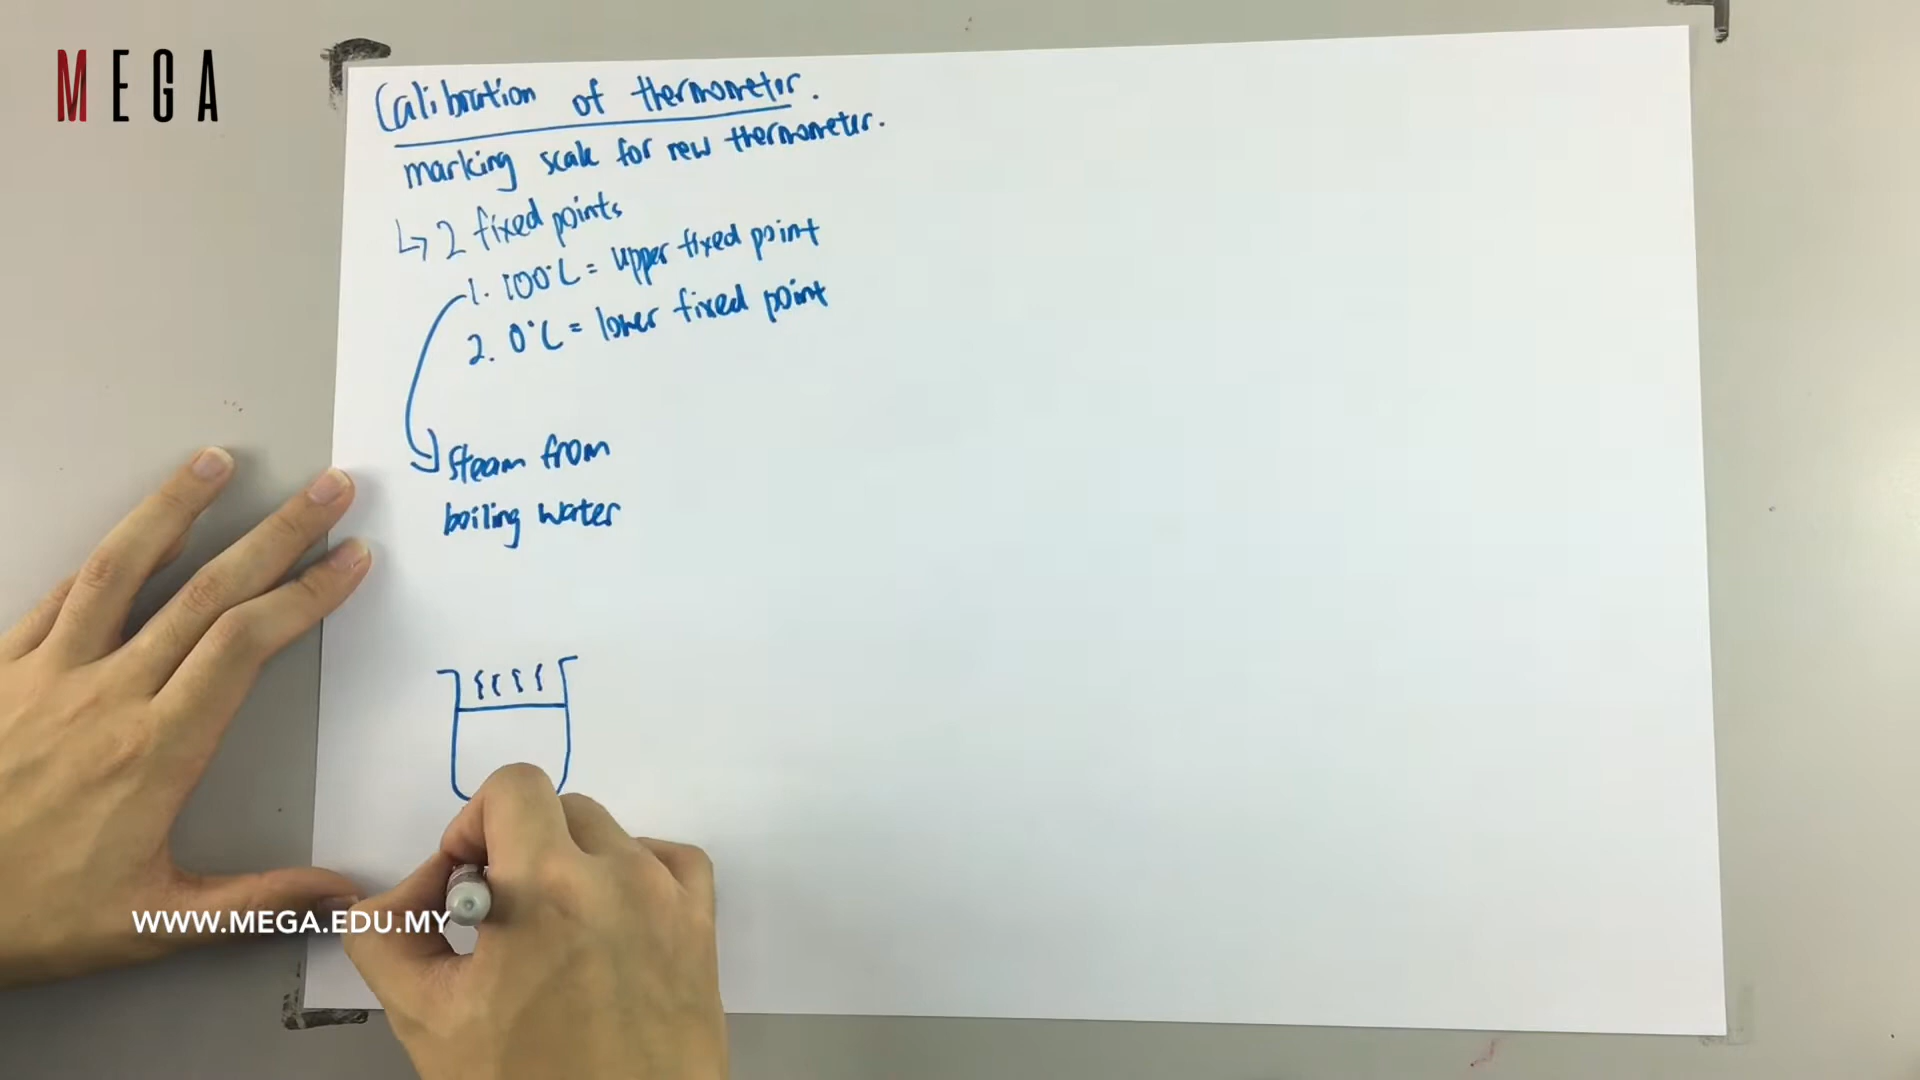 MEGA
Calibration of thermometer.
marking scale for new thermometer.
↳ 2 fixed points
1. 100°C = upper fixed point
2. 0°C = lower fixed point
steam from
boiling water
WWW.MEGA.EDU.MY